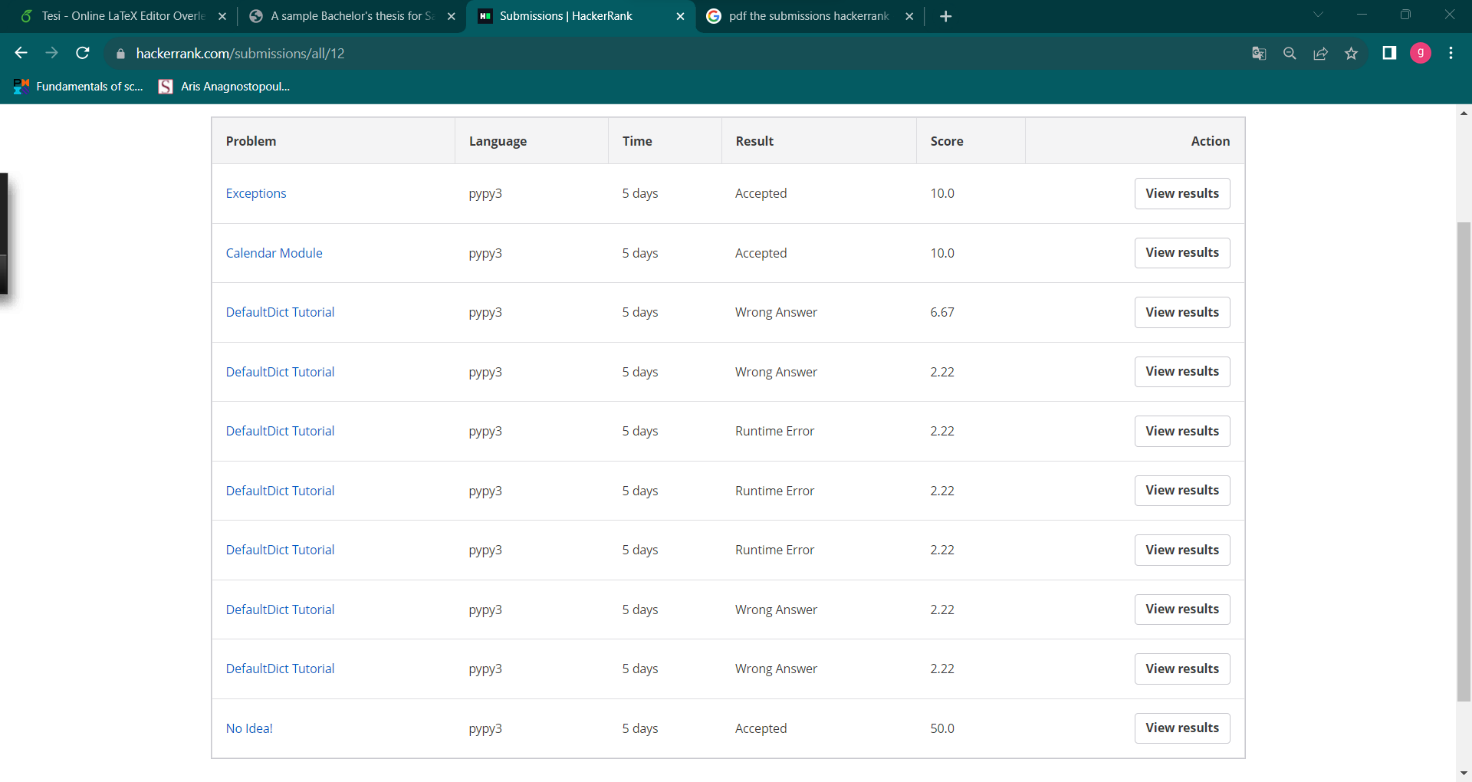 Tesi - Online LaTeX Editor Overle
A sample Bachelor's thesis for Sa
Submissions | HackerRank
pdf the submissions hackerrank
hackerrank.com/submissions/all/12
g
Fundamentals of sc...
Aris Anagnostopoul...
Problem Language Time Result Score Action
Exceptions pypy3 5 days Accepted 10.0 View results
Calendar Module pypy3 5 days Accepted 10.0 View results
DefaultDict Tutorial pypy3 5 days Wrong Answer 6.67 View results
DefaultDict Tutorial pypy3 5 days Wrong Answer 2.22 View results
DefaultDict Tutorial pypy3 5 days Runtime Error 2.22 View results
DefaultDict Tutorial pypy3 5 days Runtime Error 2.22 View results
DefaultDict Tutorial pypy3 5 days Runtime Error 2.22 View results
DefaultDict Tutorial pypy3 5 days Wrong Answer 2.22 View results
DefaultDict Tutorial pypy3 5 days Wrong Answer 2.22 View results
No Idea! pypy3 5 days Accepted 50.0 View results